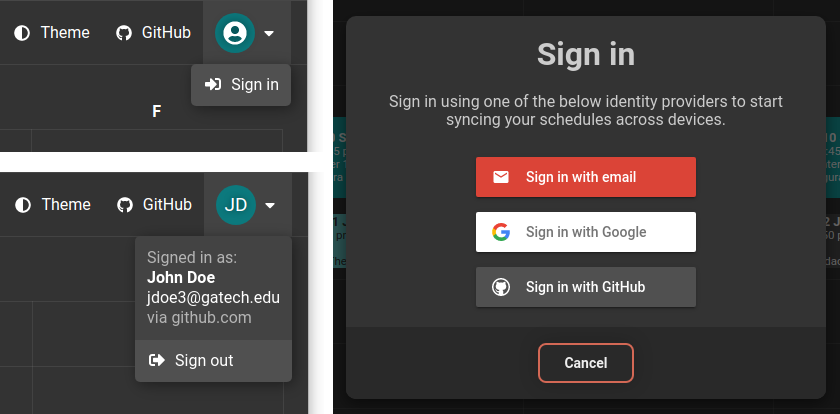 Theme GitHub
Sign in
F
Theme GitHub JD
Signed in as:
John Doe
jdoe3@gatech.edu
via github.com
Sign out
Sign in
Sign in using one of the below identity providers to start
syncing your schedules across devices.
Sign in with email
Sign in with Google
Sign in with GitHub
Cancel